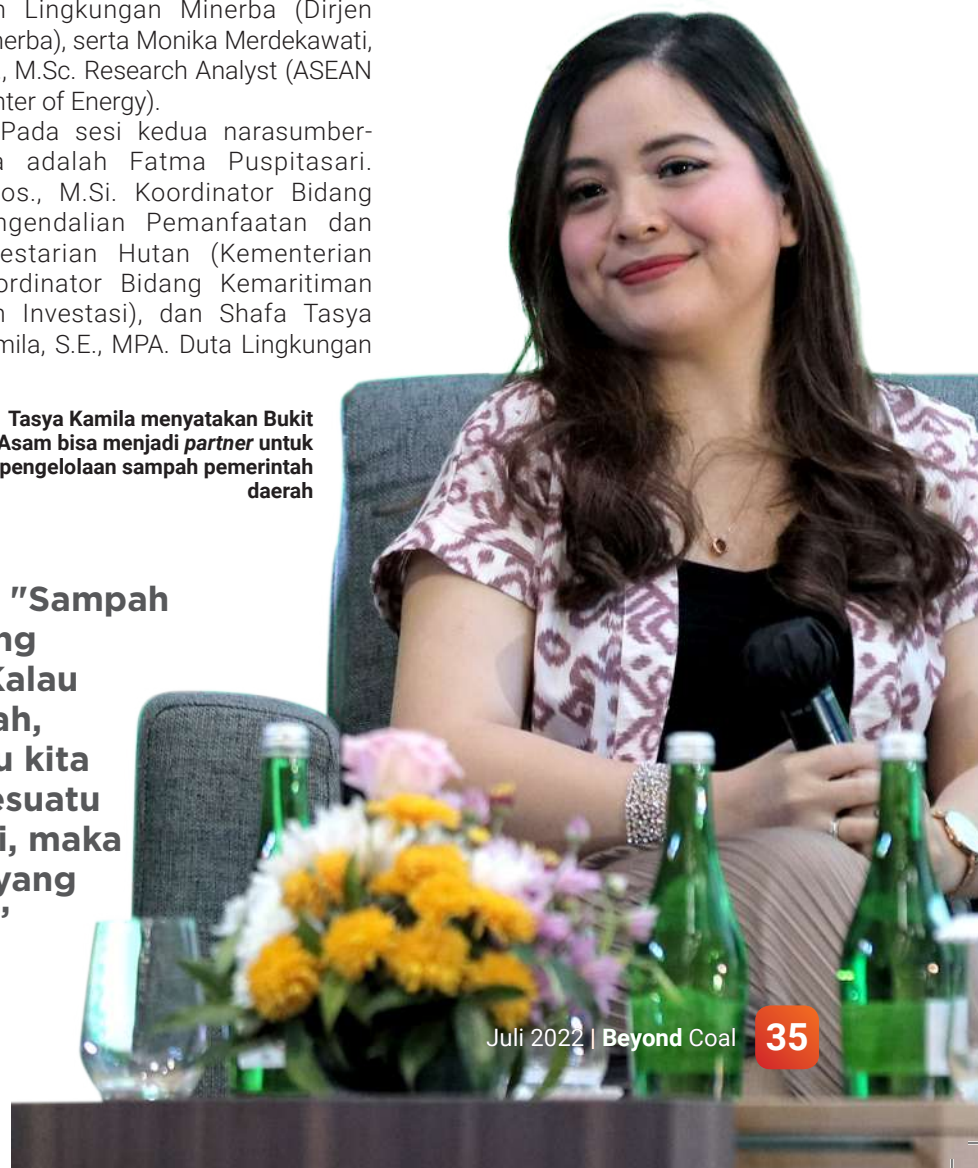 n Lingkungan Minerba (Dirjen
nerba), serta Monika Merdekawati,
., M.Sc. Research Analyst (ASEAN
nter of Energy).
Pada sesi kedua narasumber-
a adalah Fatma Puspitasari.
os., M.Si. Koordinator Bidang
ngendalian Pemanfaatan dan
estarian Hutan (Kementerian
ordinator Bidang Kemaritiman
n Investasi), dan Shafa Tasya
mila, S.E., MPA. Duta Lingkungan
Tasya Kamila menyatakan Bukit
Asam bisa menjadi partner untuk
pengelolaan sampah pemerintah
daerah
"Sampah
ng
Kalau
ah,
u kita
esuatu
i, maka
yang
"
Juli 2022 | Beyond Coal 35